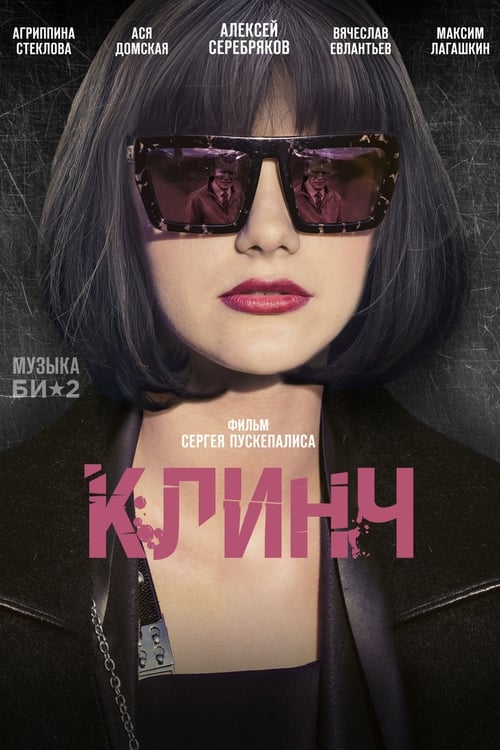 АГРИППИНА
СТЕКЛОВА
АСЯ
ДОМСКАЯ
АЛЕКСЕЙ
СЕРЕБРЯКОВ
ВЯЧЕСЛАВ
ЕВЛАНТЬЕВ
МАКСИМ
ЛАГАШКИН
МУЗЫКА
БИ★2
ФИЛЬМ
СЕРГЕЯ ПУСКЕПАЛИСА
КЛИНЧ